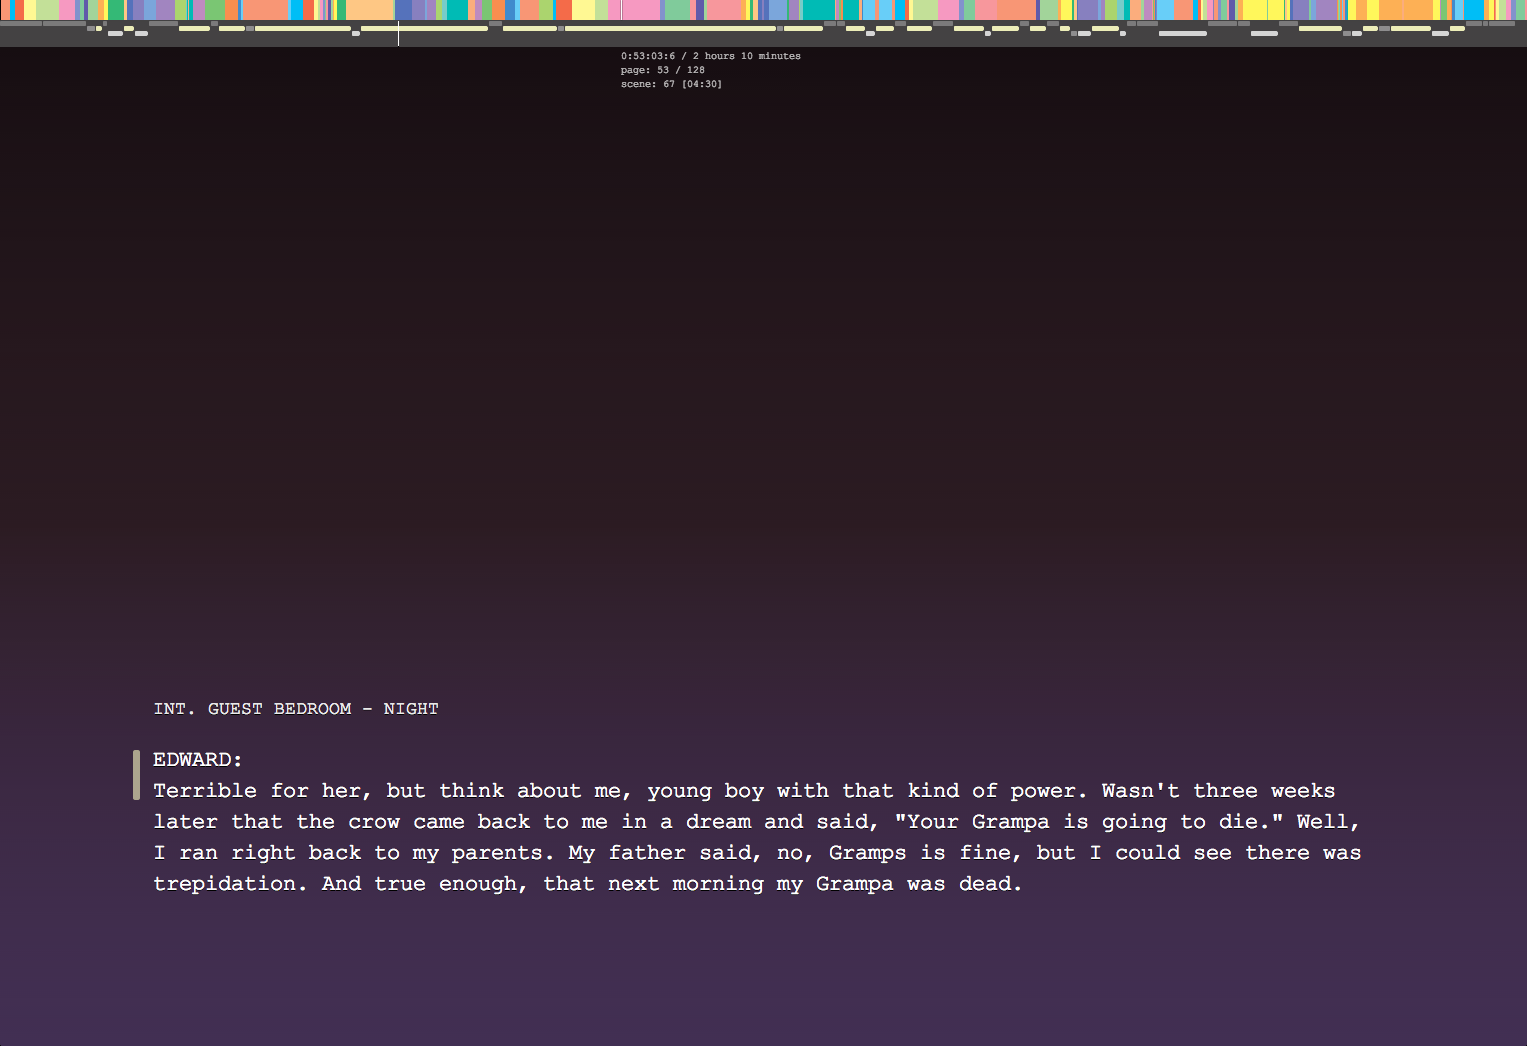 0:53:03:6 / 2 hours 10 minutes
page: 53 / 128
scene: 67 [04:30]
INT. GUEST BEDROOM - NIGHT
EDWARD:
Terrible for her, but think about me, young boy with that kind of power. Wasn't three weeks
later that the crow came back to me in a dream and said, "Your Grampa is going to die." Well,
I ran right back to my parents. My father said, no, Gramps is fine, but I could see there was
trepidation. And true enough, that next morning my Grampa was dead.